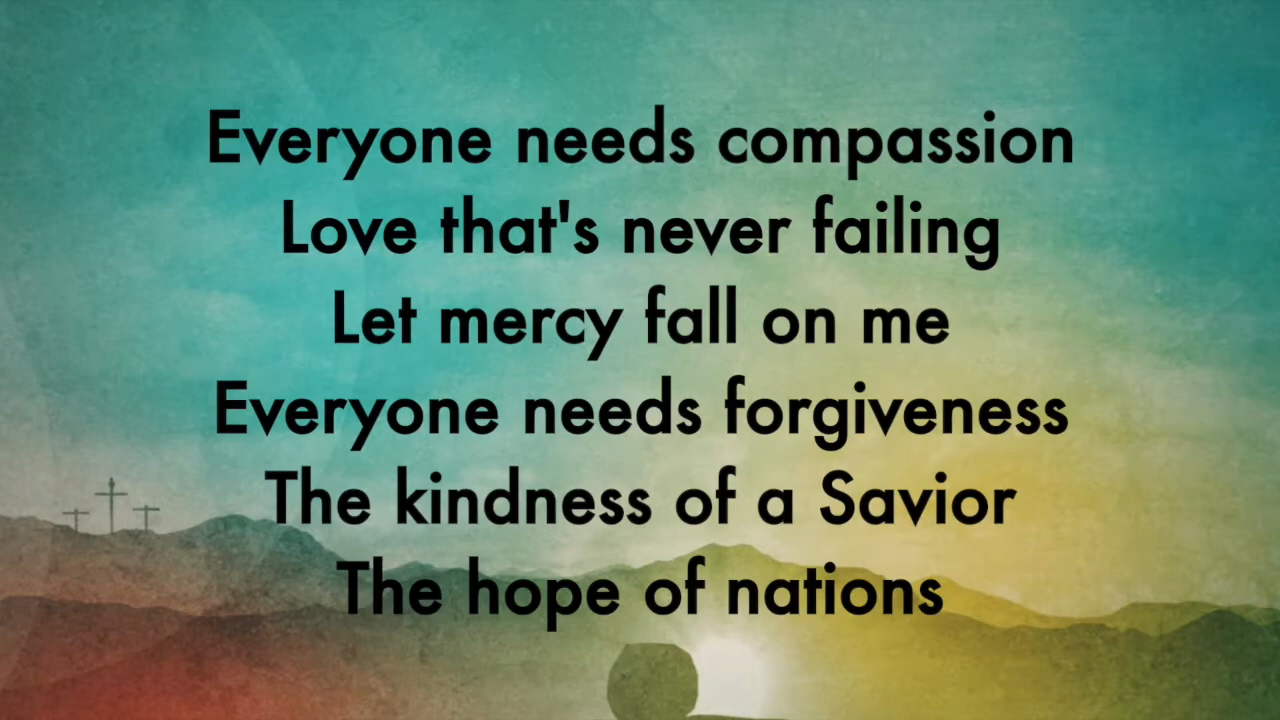 Everyone needs compassion
Love that's never failing
Let mercy fall on me
Everyone needs forgiveness
The kindness of a Savior
The hope of nations